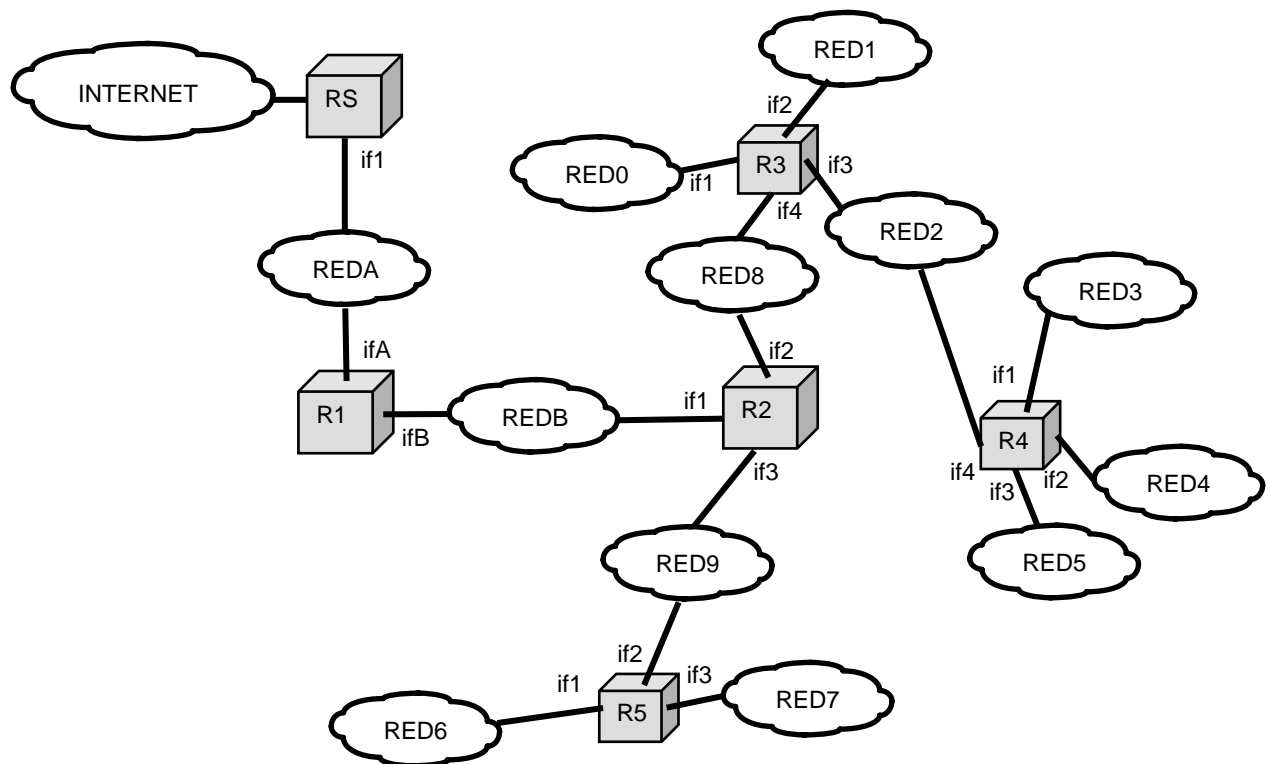 RED1
INTERNET
RS
if2
if1
RED0
if1
R3
if3
if4
RED2
REDA
RED8
RED3
ifA
if2
if1
R1
ifB
REDB
if1
R2
R4
if4
if3
if2
RED4
if3
RED9
RED5
if2
if1
if3
R5
RED7
RED6